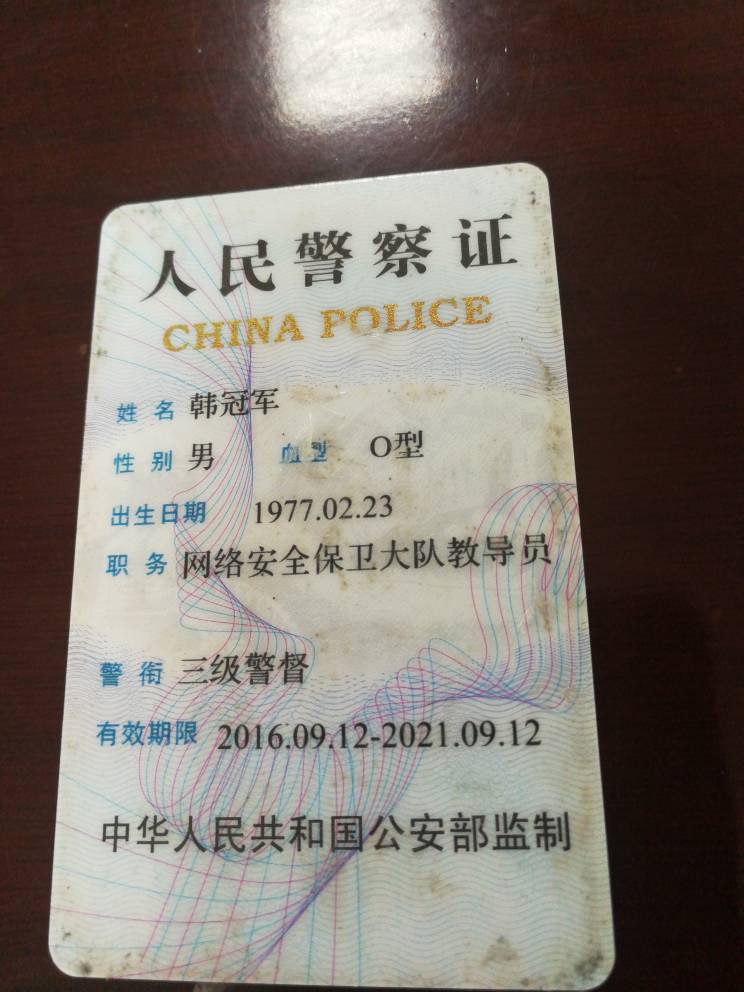 人民警察证
CHINA POLICE
姓名 韩冠军
性别 男 血型 O型
出生日期 1977.02.23
职务 网络安全保卫大队教导员
警衔 三级警督
有效期限 2016.09.12-2021.09.12
中华人民共和国公安部监制